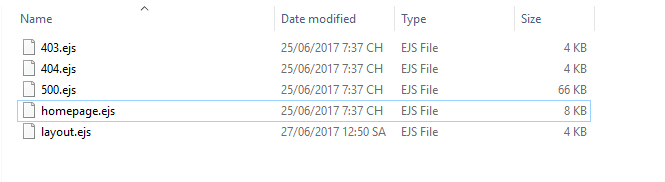 Name Date modified Type Size
403.ejs 25/06/2017 7:37 CH EJS File 4 KB
404.ejs 25/06/2017 7:37 CH EJS File 4 KB
500.ejs 25/06/2017 7:37 CH EJS File 66 KB
homepage.ejs 25/06/2017 7:37 CH EJS File 8 KB
layout.ejs 27/06/2017 12:50 SA EJS File 4 KB